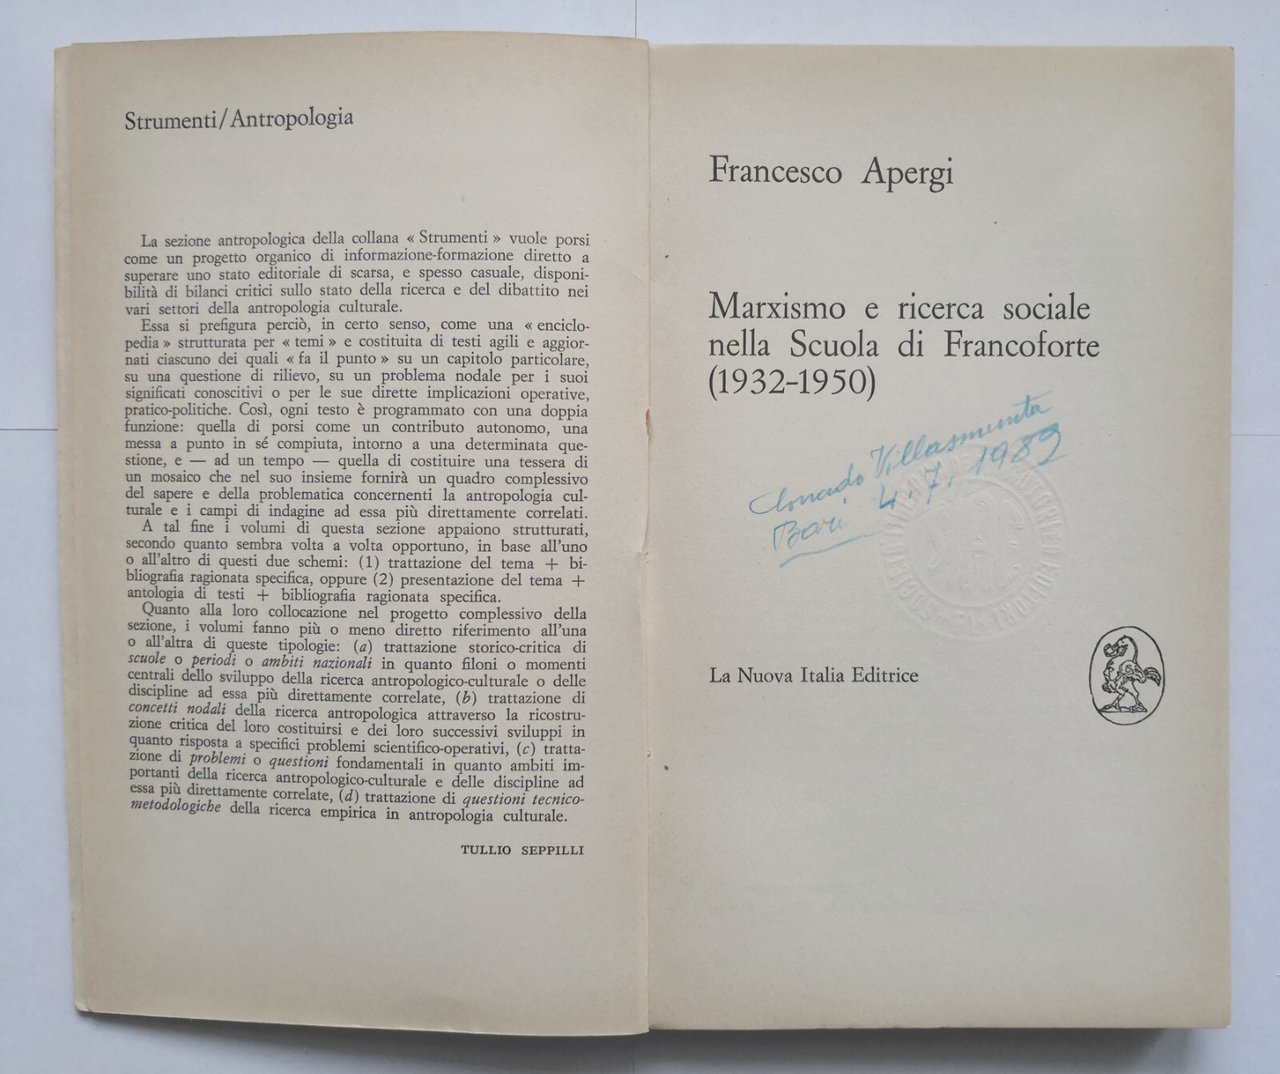 Strumenti/Antropologia
La sezione antropologica della collana « Strumenti » vuole porsi
come un progetto organico di informazione-formazione diretto a
superare uno stato editoriale di scarsa, e spesso casuale, disponi-
bilità di bilanci critici sullo stato della ricerca e del dibattito nei
vari settori della antropologia culturale.
Essa si prefigura perciò, in certo senso, come una « enciclo-
pedia » strutturata per « temi » e costituita di testi agili e aggior-
nati ciascuno dei quali « fa il punto » su un capitolo particolare,
su una questione di rilievo, su un problema nodale per i suoi
significati conoscitivi o per le sue dirette implicazioni operative,
pratico-politiche. Così, ogni testo è programmato con una doppia
funzione: quella di porsi come un contributo autonomo, una
messa a punto in sé compiuta, intorno a una determinata que-
stione, e — ad un tempo — quella di costituire una tessera di
un mosaico che nel suo insieme fornirà un quadro complessivo
del sapere e della problematica concernenti la antropologia cul-
turale e i campi di indagine ad essa più direttamente correlati.
A tal fine i volumi di questa sezione appaiono strutturati,
secondo quanto sembra volta a volta opportuno, in base all'uno
o all'altro di questi due schemi: (1) trattazione del tema + bi-
bliografia ragionata specifica, oppure (2) presentazione del tema +
antologia di testi + bibliografia ragionata specifica.
Quanto alla loro collocazione nel progetto complessivo della
sezione, i volumi fanno più o meno diretto riferimento all'una
o all'altra di queste tipologie: (a) trattazione storico-critica di
scuole o periodi o ambiti nazionali in quanto filoni o momenti
centrali dello sviluppo della ricerca antropologico-culturale o delle
discipline ad essa più direttamente correlate, (b) trattazione di
concetti nodali della ricerca antropologica attraverso la ricostru-
zione critica del loro costituirsi e dei loro successivi sviluppi in
quanto risposta a specifici problemi scientifico-operativi, (c) tratta-
zione di problemi o questioni fondamentali in quanto ambiti im-
portanti della ricerca antropologico-culturale e delle discipline ad
essa più direttamente correlate, (d) trattazione di questioni tecnico-
metodologiche della ricerca empirica in antropologia culturale.
TULLIO SEPPILLI
Francesco Apergi
Marxismo e ricerca sociale
nella Scuola di Francoforte
(1932-1950)
Bari 4.7.1989
La Nuova Italia Editrice